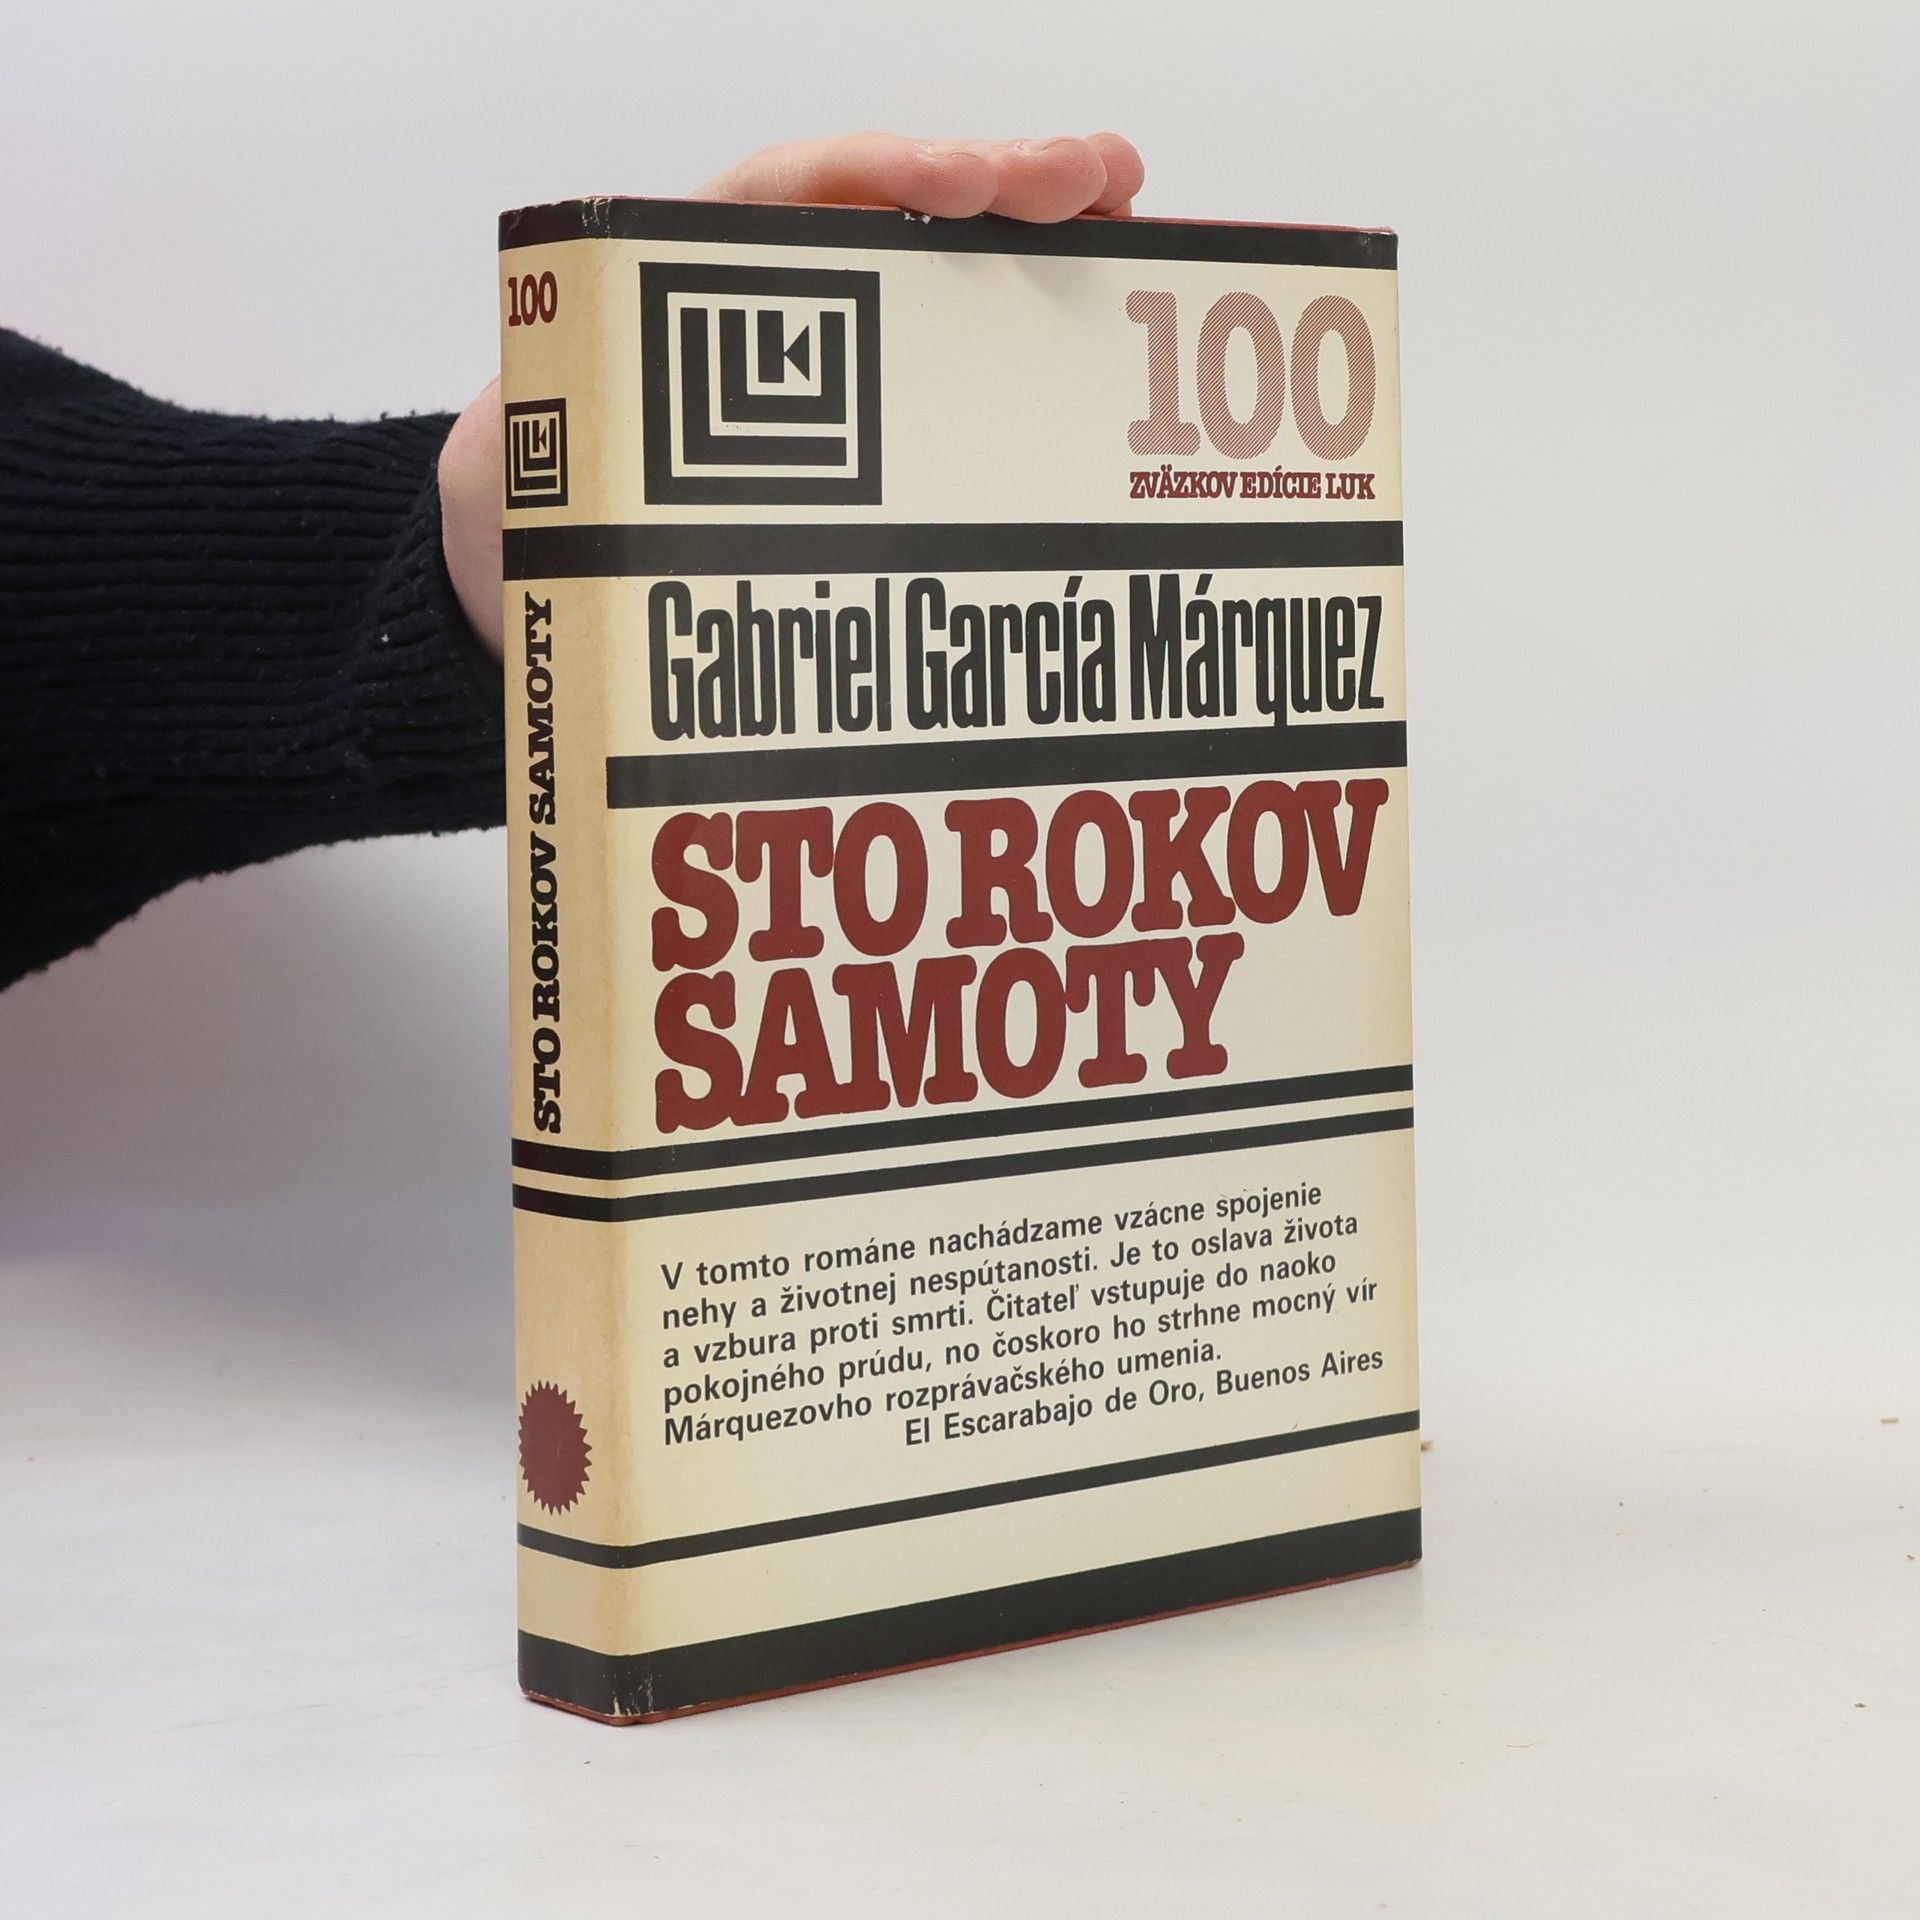 100
LUK
STO ROKOV SAMOTY
LUK
100
ZVÄZKOV EDÍCIE LUK
Gabriel García Márquez
STO ROKOV
SAMOTY
V tomto románe nachádzame vzácne spojenie
nehy a životnej nespútanosti. Je to oslava života
a vzbura proti smrti. Čitateľ vstupuje do naoko
pokojného prúdu, no čoskoro ho strhne mocný vír
Márquezovho rozprávačského umenia.
El Escarabajo de Oro, Buenos Aires